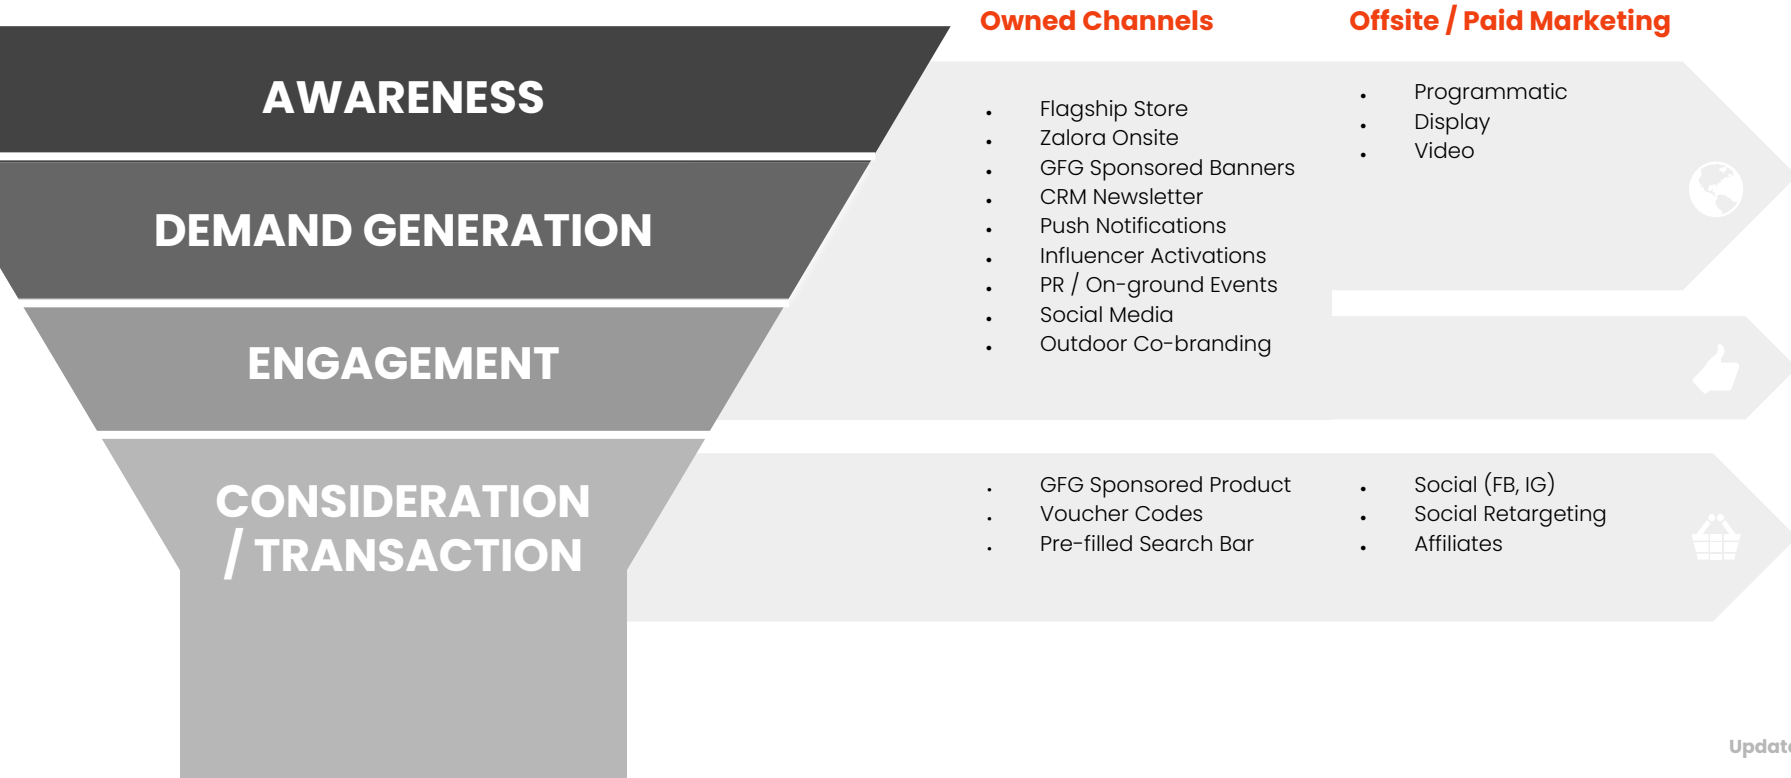 Owned Channels
Offsite / Paid Marketing
AWARENESS
DEMAND GENERATION
ENGAGEMENT
CONSIDERATION
/ TRANSACTION
Flagship Store
Zalora Onsite
GFG Sponsored Banners
CRM Newsletter
Push Notifications
Influencer Activations
PR / On-ground Events
Social Media
Outdoor Co-branding
Programmatic
Display
Video
GFG Sponsored Product
Voucher Codes
Pre-filled Search Bar
Social (FB, IG)
Social Retargeting
Affiliates
Update